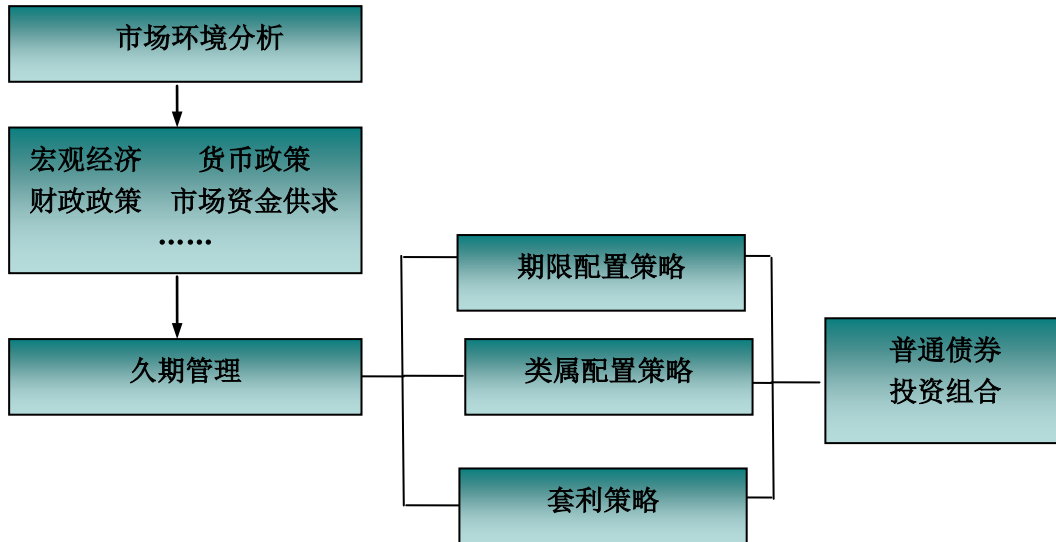 市场环境分析
宏观经济 货币政策
财政政策 市场资金供求
……
久期管理
期限配置策略
类属配置策略
套利策略
普通债券
投资组合